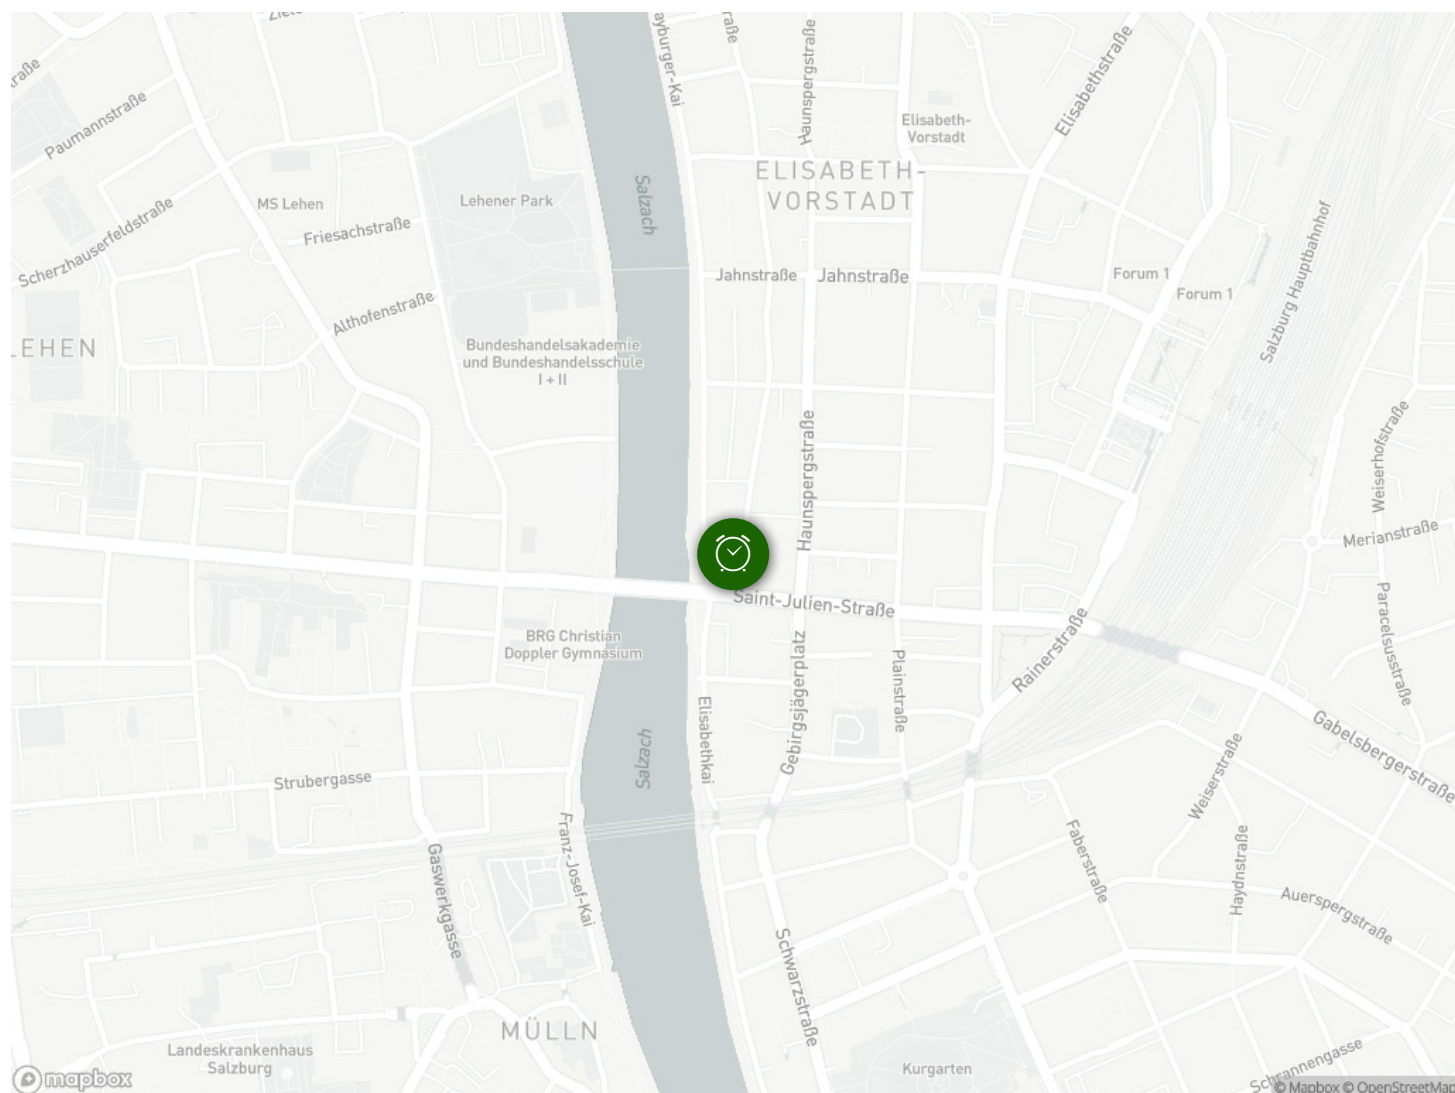 Elisabethstraße
Haunspergstraße
Paumannstraße
Elisabeth-
Vorstadt
ELISABETH-
VORSTADT
MS Lehen
Lehener Park
Salzach
Friesachstraße
Scherzhauserfeldstraße
Salzburg Hauptbahnhof
Jahnstraße
Jahnstraße
Forum 1
Forum 1
Althofenstraße
LEHEN
Bundeshandelsakademie
und Bundeshandelsschule
I + II
Haunspergstraße
Weiserhofstraße
Merianstraße
Saint-Julien-Straße
BRG Christian
Doppler Gymnasium
Rainerstraße
Paracelsusstraße
Plainstraße
Gebirgsjägerplatz
Elisabethkai
Salzach
Gabelsbergerstraße
Weiserstraße
Strubergasse
Franz-Josef-Kai
Gaswerkgasse
Faberstraße
Haydnstraße
Auerspergstraße
Schwarzstraße
MÜLLN
Landeskrankenhaus
Salzburg
Kurgarten
Schrannengasse
mapbox
© Mapbox © OpenStreetMap